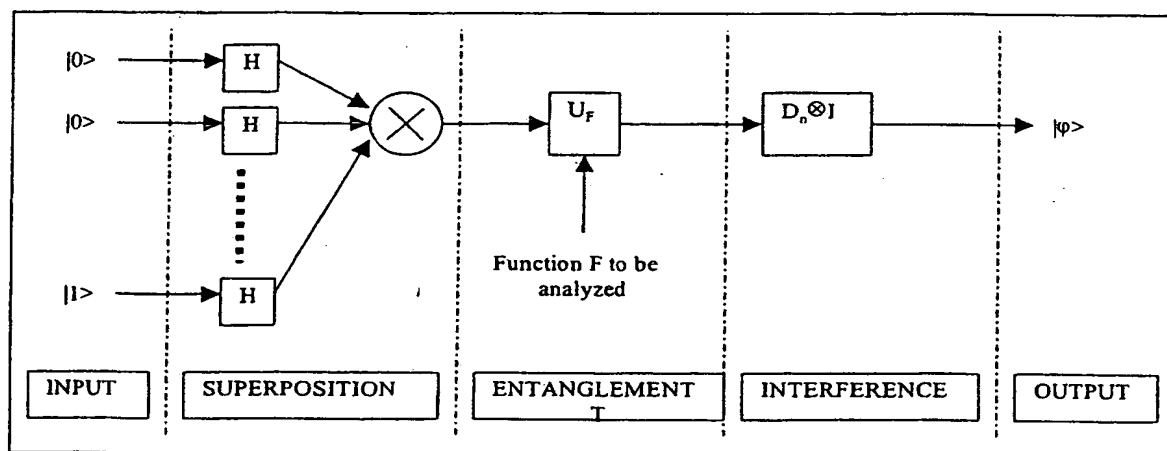 |0>
H
|0>
H
U_F
D_n⊗I
|φ>
Function F to be
analyzed
|1>
H
INPUT
SUPERPOSITION
ENTANGLEMENT
T
INTERFERENCE
OUTPUT